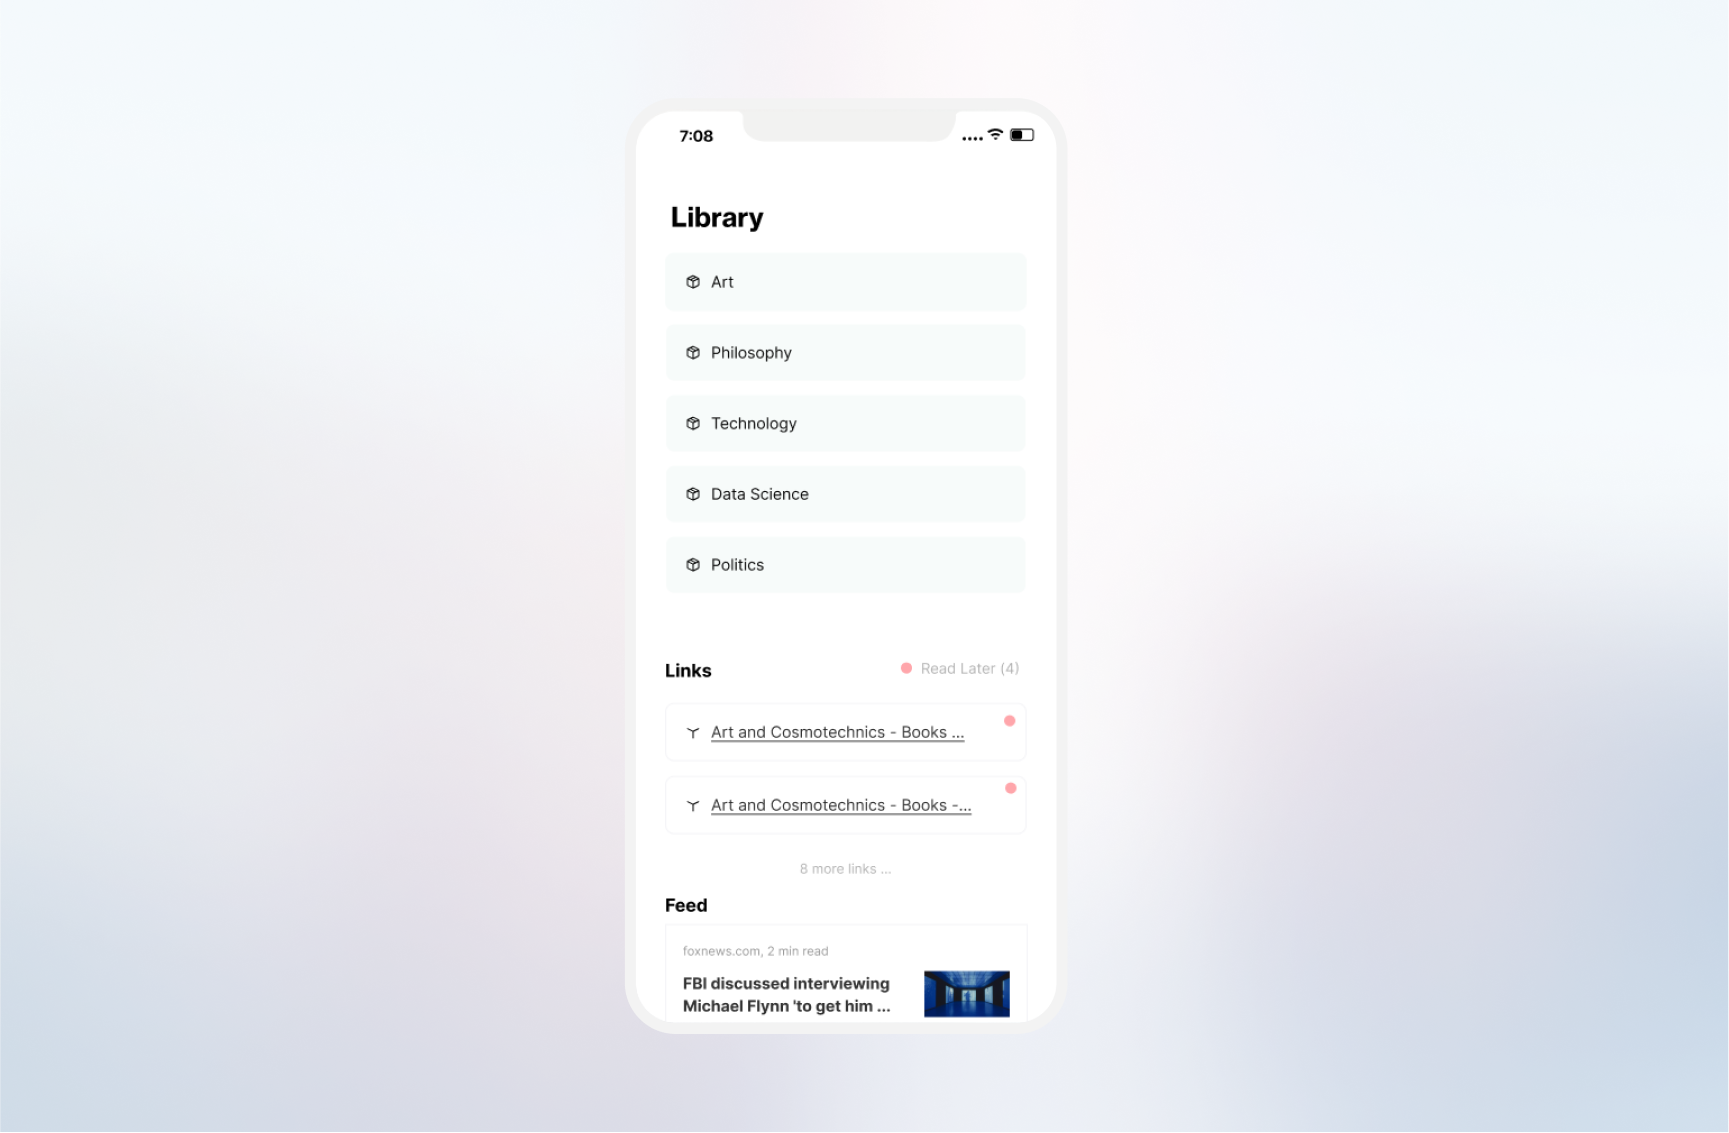 7:08
Library
Art
Philosophy
Technology
Data Science
Politics
Links
Read Later (4)
Art and Cosmotechnics - Books ...
Art and Cosmotechnics - Books -...
8 more links ...
Feed
foxnews.com, 2 min read
FBI discussed interviewing
Michael Flynn 'to get him ...